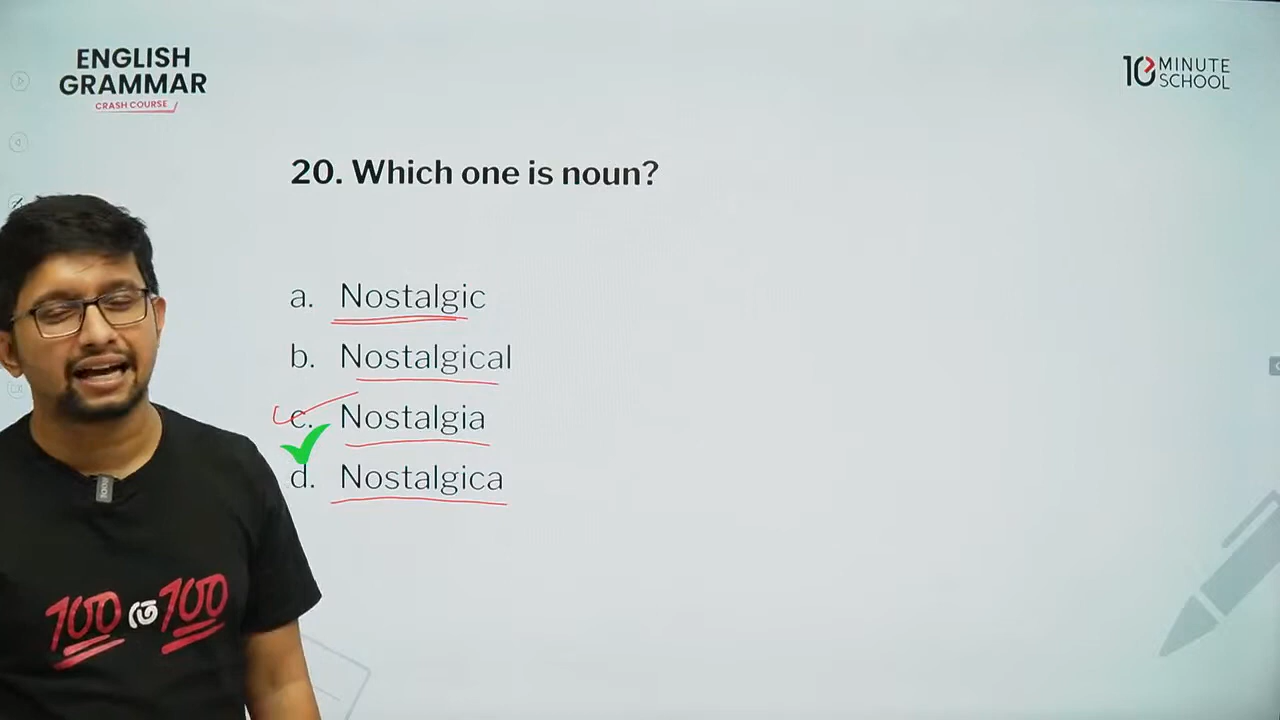 ENGLISH
GRAMMAR
CRASH COURSE
10 MINUTE
SCHOOL
20. Which one is noun?
a. Nostalgic
b. Nostalgical
c. Nostalgia
d. Nostalgica
100 তে 100